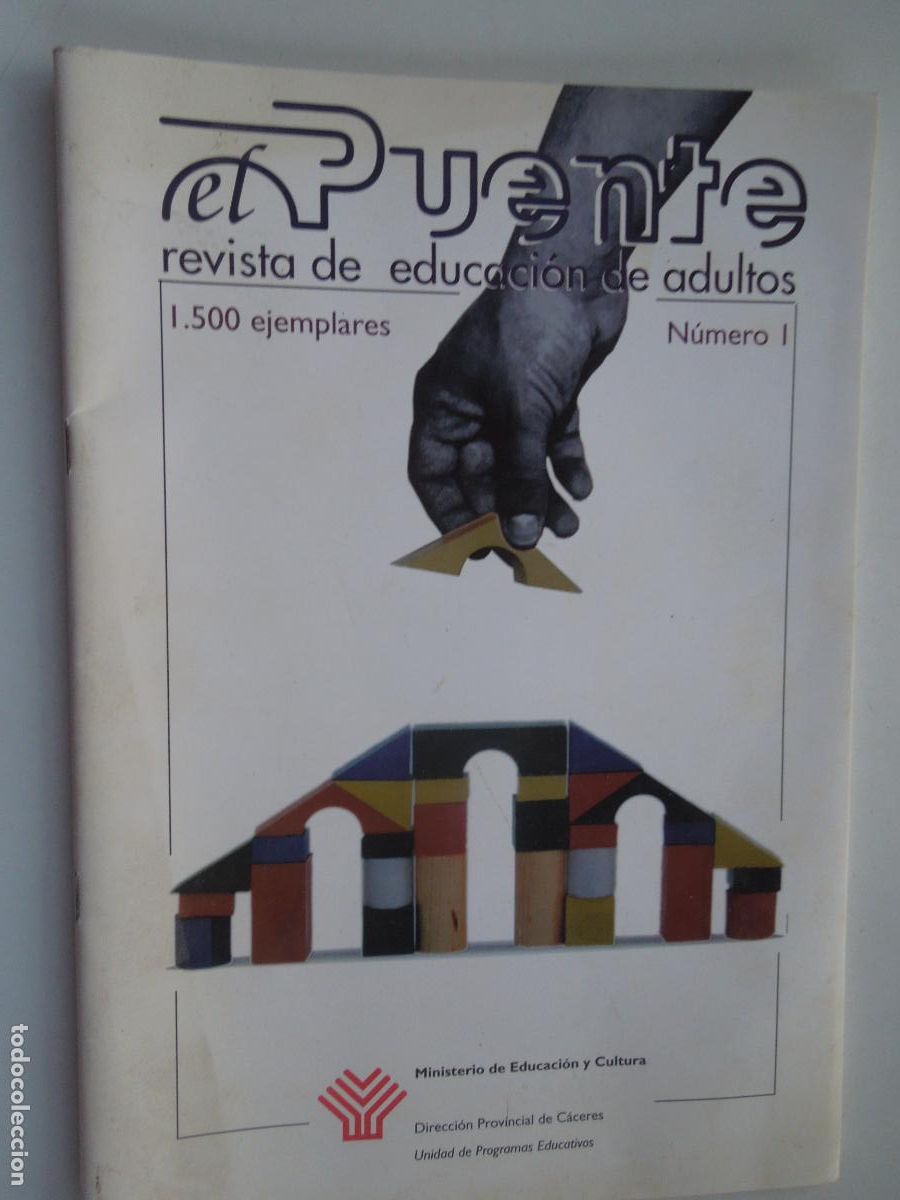 el Puente
revista de educación de adultos
1.500 ejemplares
Número 1
Ministerio de Educación y Cultura
Dirección Provincial de Cáceres
Unidad de Programas Educativos
todocoleccion